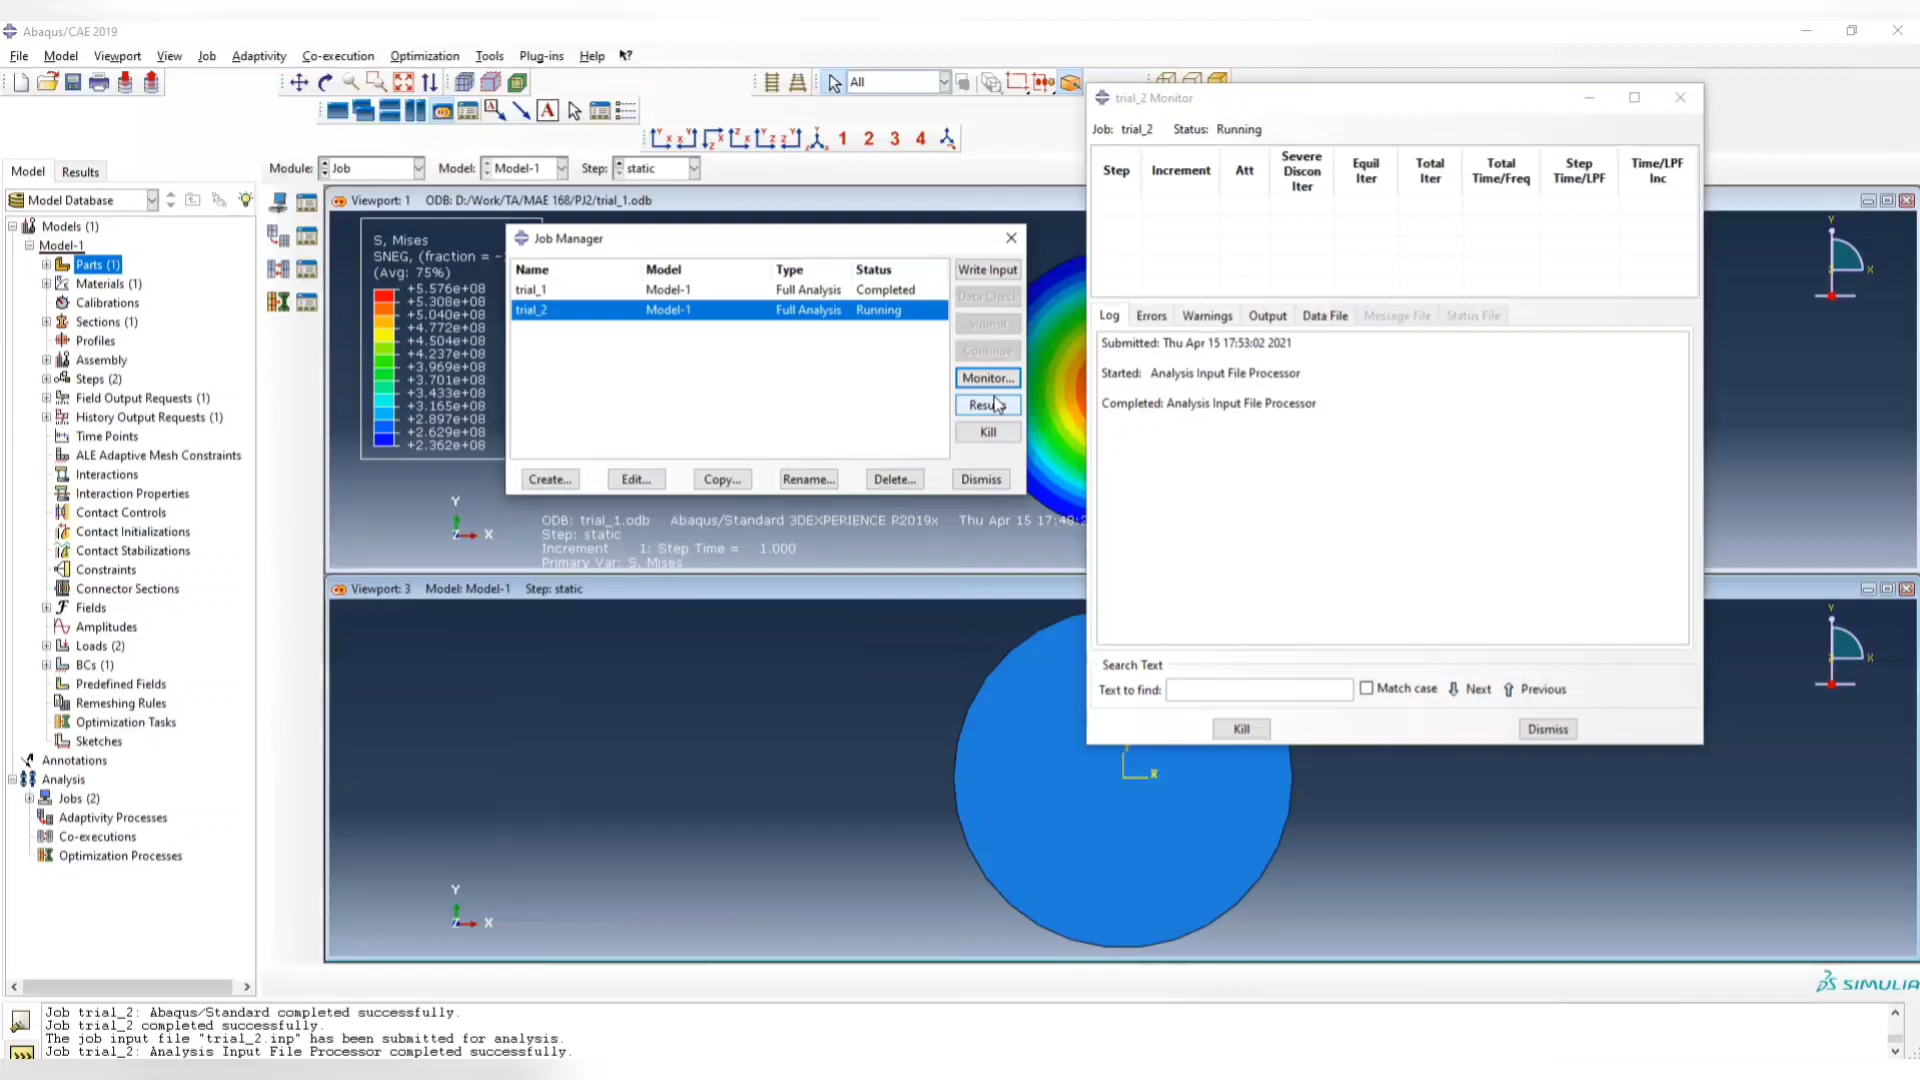 Abaqus/CAE 2019
File Model Viewport View Job Adaptivity Co-execution Optimization Tools Plug-ins Help
All
1 2 3 4
Model Results
Module: Job Model: Model-1 Step: static
Model Database
Models (1)
Model-1
Parts (1)
Materials (1)
Calibrations
Sections (1)
Profiles
Assembly
Steps (2)
Field Output Requests (1)
History Output Requests (1)
Time Points
ALE Adaptive Mesh Constraints
Interactions
Interaction Properties
Contact Controls
Contact Initializations
Contact Stabilizations
Constraints
Connector Sections
Fields
Amplitudes
Loads (2)
BCs (1)
Predefined Fields
Remeshing Rules
Optimization Tasks
Sketches
Annotations
Analysis
Jobs (2)
Adaptivity Processes
Co-executions
Optimization Processes
Viewport: 1 ODB: D:/Work/TA/MAE 168/PJ2/trial_1.odb
S, Mises
SNEG, (fraction = -
(Avg: 75%)
+5.576e+08
+5.308e+08
+5.040e+08
+4.772e+08
+4.504e+08
+4.237e+08
+3.969e+08
+3.701e+08
+3.433e+08
+3.165e+08
+2.897e+08
+2.629e+08
+2.362e+08
Y
Z X
ODB: trial_1.odb Abaqus/Standard 3DEXPERIENCE R2019x Thu Apr 15 17:48:2
Step: static
Increment 1: Step Time = 1.000
Primary Var: S, Mises
Job Manager
Name Model Type Status
trial_1 Model-1 Full Analysis Completed
trial_2 Model-1 Full Analysis Running
Write Input
Data Check
Submit
Continue
Monitor...
Kill
Create... Edit... Copy... Rename... Delete... Dismiss
trial_2 Monitor
Job: trial_2 Status: Running
Step Increment Att Severe Discon Iter Equil Iter Total Iter Total Time/Freq Step Time/LPF Time/LPF Inc
Log Errors Warnings Output Data File Message File Status File
Submitted: Thu Apr 15 17:53:02 2021
Started: Analysis Input File Processor
Completed: Analysis Input File Processor
Search Text
Text to find: Match case Next Previous
Kill Dismiss
Y
X
Viewport: 3 Model: Model-1 Step: static
Y
X
X
Y
Z X
SIMULIA
Job trial_2: Abaqus/Standard completed successfully.
Job trial_2 completed successfully.
The job input file "trial_2.inp" has been submitted for analysis.
Job trial_2: Analysis Input File Processor completed successfully.